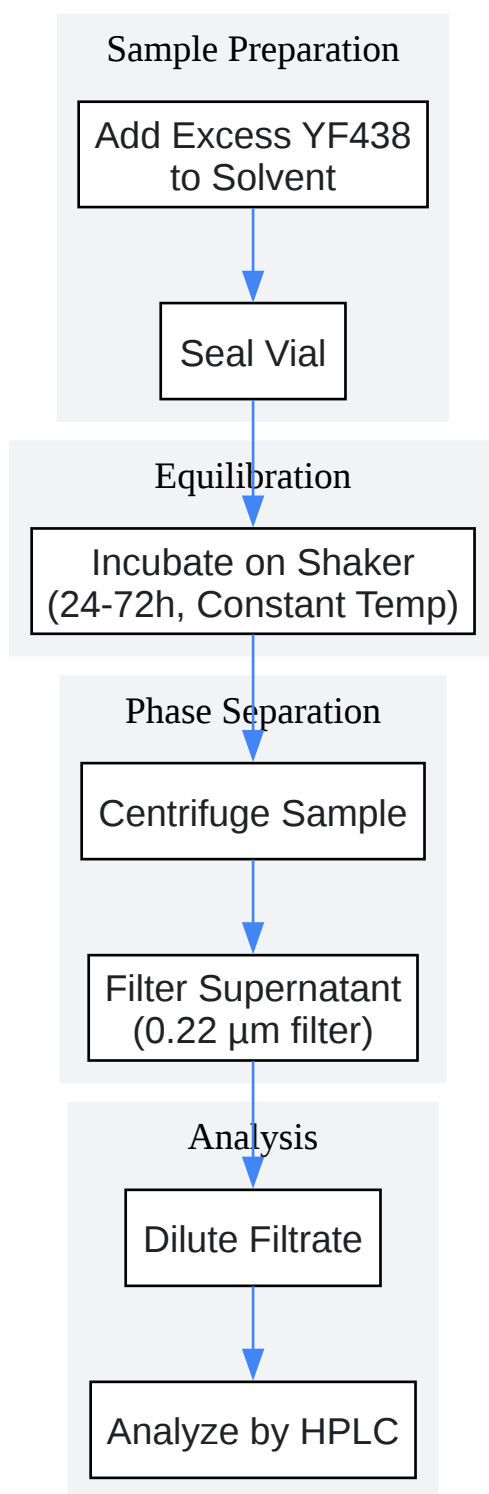 Sample Preparation
Add Excess YF438
to Solvent
Seal Vial
Equilibration
Incubate on Shaker
(24-72h, Constant Temp)
Phase Separation
Centrifuge Sample
Filter Supernatant
(0.22 µm filter)
Analysis
Dilute Filtrate
Analyze by HPLC